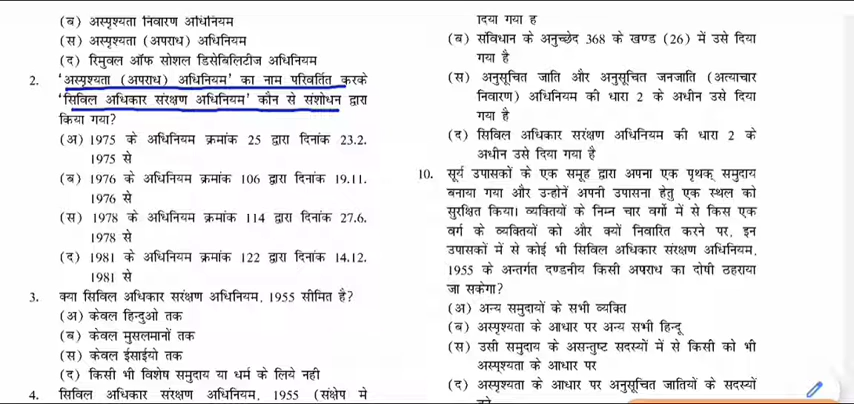 (ब) अस्पृश्यता निवारण अधिनियम
(स) अस्पृश्यता (अपराध) अधिनियम
(द) रिमुवल ऑफ सोशल डिसेबिलिटीज अधिनियम
2. 'अस्पृश्यता (अपराध) अधिनियम' का नाम परिवर्तित करके
'सिविल अधिकार संरक्षण अधिनियम' कौन से संशोधन द्वारा
किया गया?
(अ) 1975 के अधिनियम क्रमांक 25 द्वारा दिनांक 23.2.
1975 से
(ब) 1976 के अधिनियम क्रमांक 106 द्वारा दिनांक 19.11.
1976 से
(स) 1978 के अधिनियम क्रमांक 114 द्वारा दिनांक 27.6.
1978 से
(द) 1981 के अधिनियम क्रमांक 122 द्वारा दिनांक 14.12.
1981 से
3. क्या सिविल अधिकार सरंक्षण अधिनियम, 1955 सीमित है?
(अ) केवल हिन्दुओ तक
(ब) केवल मुसलमानों तक
(स) केवल ईसाईयो तक
(द) किसी भी विशेष समुदाय या धर्म के लिये नही
4. सिविल अधिकार सरंक्षण अधिनियम, 1955 (संक्षेप मे
दिया गया है
(ब) संविधान के अनुच्छेद 368 के खण्ड (26) में उसे दिया
गया है
(स) अनुसूचित जाति और अनुसूचित जनजाति (अत्याचार
निवारण) अधिनियम की धारा 2 के अधीन उसे दिया
गया है
(द) सिविल अधिकार सरंक्षण अधिनियम की धारा 2 के
अधीन उसे दिया गया है
10. सूर्य उपासकों के एक समूह द्वारा अपना एक पृथक् समुदाय
बनाया गया और उन्होनें अपनी उपासना हेतु एक स्थल को
सुरक्षित किया। व्यक्तियों के निम्न चार वर्गो में से किस एक
वर्ग के व्यक्तियों को और क्यों निवारित करने पर, इन
उपासकों में से कोई भी सिविल अधिकार संरक्षण अधिनियम,
1955 के अन्तर्गत दण्डनीय किसी अपराध का दोषी ठहराया
जा सकेगा?
(अ) अन्य समुदायों के सभी व्यक्ति
(ब) अस्पृश्यता के आधार पर अन्य सभी हिन्दू
(स) उसी समुदाय के असन्तुष्ट सदस्यों में से किसी को भी
अस्पृश्यता के आधार पर
(द) अस्पृश्यता के आधार पर अनुसूचित जातियों के सदस्यों